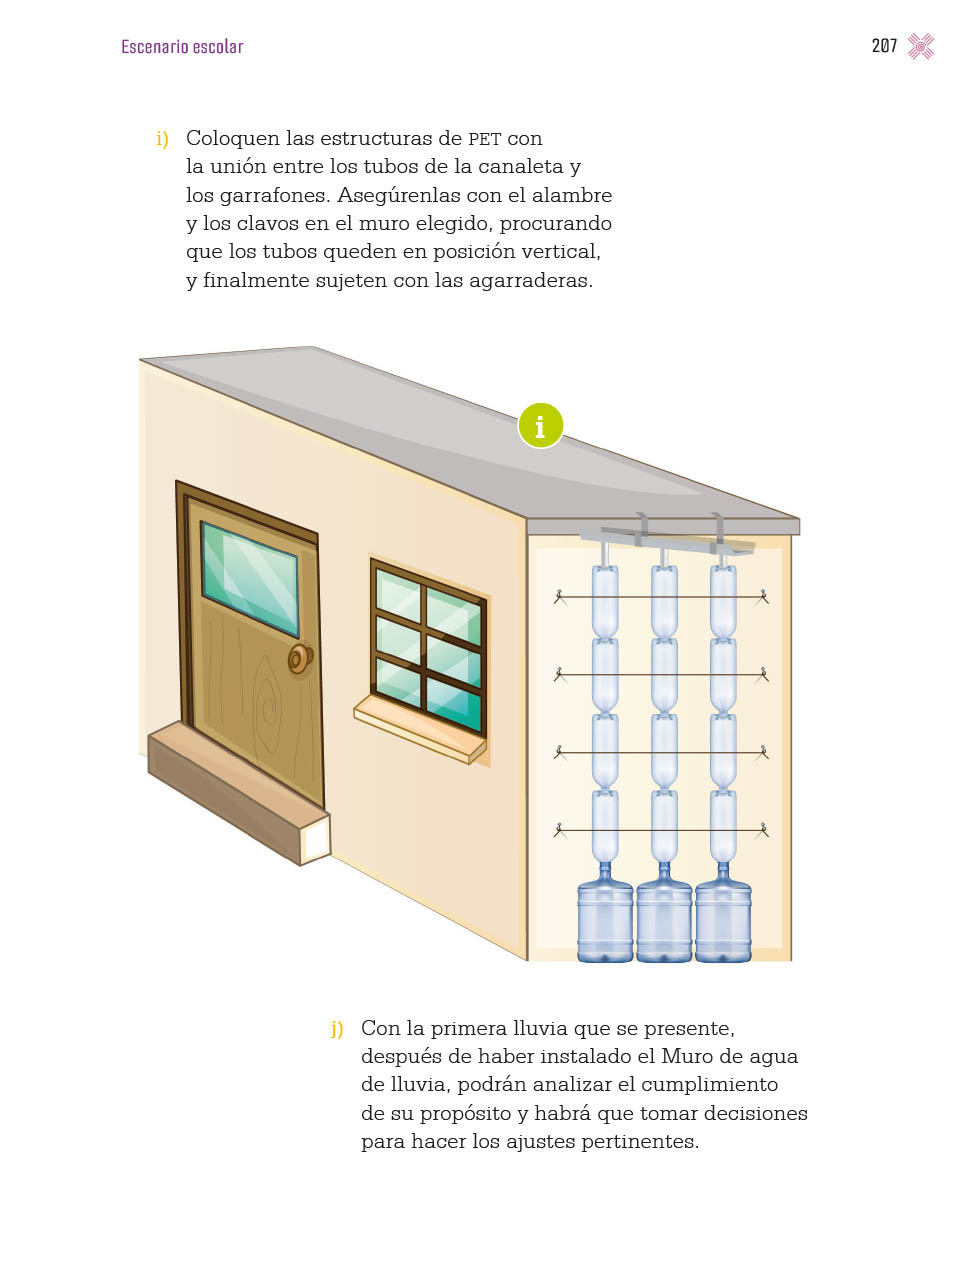 Escenario escolar
207
i) Coloquen las estructuras de PET con
la unión entre los tubos de la canaleta y
los garrafones. Asegúrenlas con el alambre
y los clavos en el muro elegido, procurando
que los tubos queden en posición vertical,
y finalmente sujeten con las agarraderas.
i
j) Con la primera lluvia que se presente,
después de haber instalado el Muro de agua
de lluvia, podrán analizar el cumplimiento
de su propósito y habrá que tomar decisiones
para hacer los ajustes pertinentes.